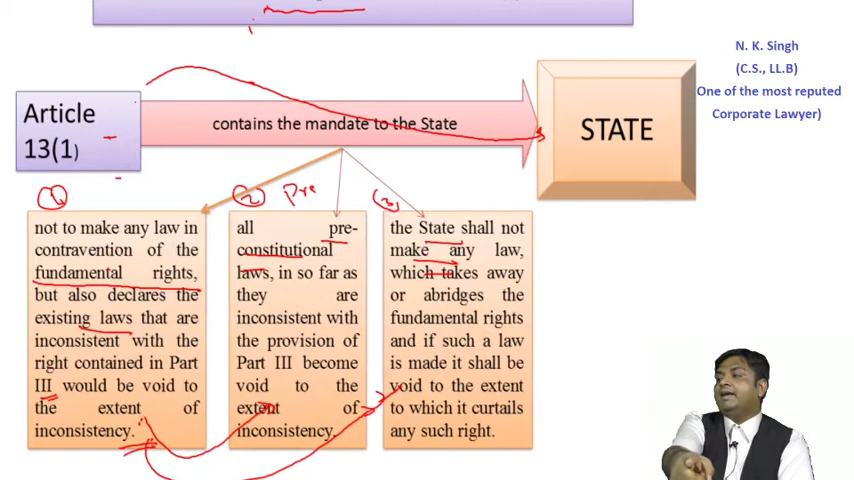 N. K. Singh
(C.S., LL.B)
One of the most reputed
Corporate Lawyer)
Article
13(1)
contains the mandate to the State
STATE
1
2
Pre
(3)
not to make any law in
contravention of the
fundamental rights,
but also declares the
existing laws that are
inconsistent with the
right contained in Part
III would be void to
the extent of
inconsistency.
all pre-
constitutional
laws, in so far as
they are
inconsistent with
the provision of
Part III become
void to the
extent of
inconsistency.
the State shall not
make any law,
which takes away
or abridges the
fundamental rights
and if such a law
is made it shall be
void to the extent
to which it curtails
any such right.